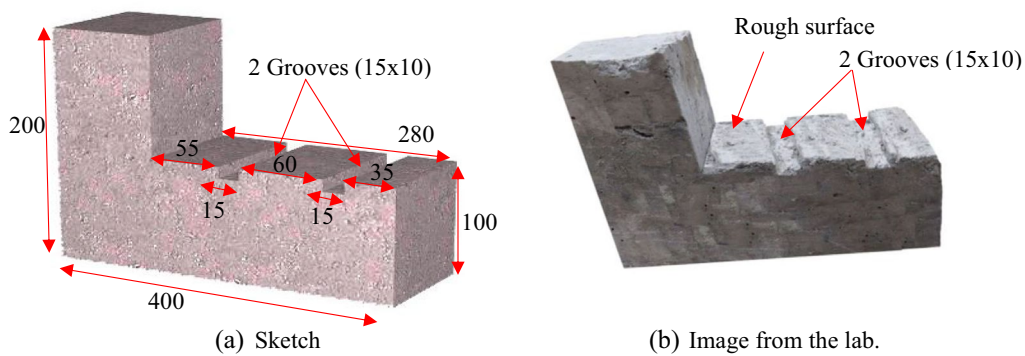 2 Grooves (15x10)
200
280
55
60
35
15
15
100
400
(a) Sketch
Rough surface
2 Grooves (15x10)
(b) Image from the lab.